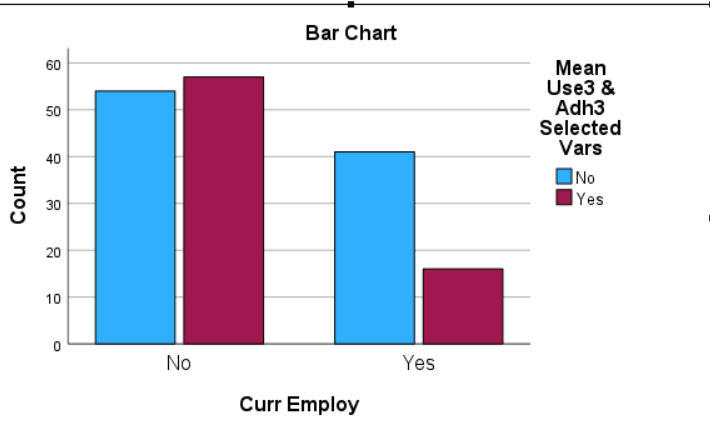 Bar Chart
60
50
40
30
20
10
0
Count
No
Yes
Curr Employ
Mean
Use3 &
Adh3
Selected
Vars
No
Yes